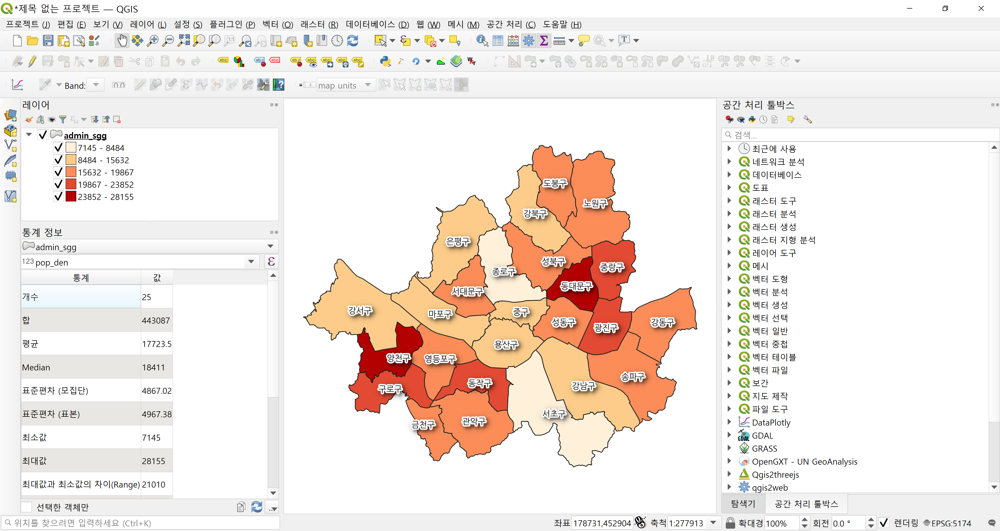 *제목 없는 프로젝트 — QGIS
프로젝트 (J) 편집 (E) 보기 (V) 레이어 (L) 설정 (S) 플러그인 (P) 벡터 (O) 래스터 (R) 데이터베이스 (D) 웹 (W) 메시 (M) 공간 처리 (C) 도움말 (H)
Band:
map units
레이어
admin_sgg
7145 - 8484
8484 - 15632
15632 - 19867
19867 - 23852
23852 - 28155
통계 정보
admin_sgg
123 pop_den
통계 값
개수 25
합 443087
평균 17723.5
Median 18411
표준편차 (모집단) 4867.02
표준편차 (표본) 4967.38
최소값 7145
최대값 28155
최대값과 최소값의 차이(Range) 21010
선택한 객체만
도봉구
노원구
강북구
은평구
성북구
중랑구
종로구
동대문구
서대문구
강서구
마포구
중구
성동구
강동구
광진구
용산구
양천구
영등포구
송파구
동작구
강남구
구로구
서초구
관악구
금천구
공간 처리 툴박스
검색...
최근에 사용
네트워크 분석
데이터베이스
도표
래스터 도구
래스터 분석
래스터 생성
래스터 지형 분석
레이어 도구
메시
벡터 도형
벡터 분석
벡터 생성
벡터 선택
벡터 일반
벡터 중첩
벡터 테이블
벡터 파일
보간
지도 제작
파일 도구
DataPlotly
GDAL
GRASS
OpenGXT - UN GeoAnalysis
Qgis2threejs
qgis2web
탐색기 공간 처리 툴박스
위치를 찾으려면 입력하세요 (Ctrl+K)
좌표 178731,452904 축척 1:277913 확대경 100% 회전 0.0 ° 렌더링 EPSG:5174